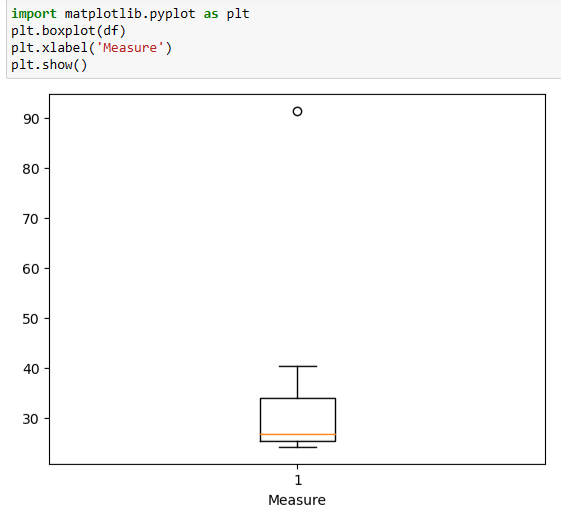 import matplotlib.pyplot as plt
plt.boxplot(df)
plt.xlabel('Measure')
plt.show()
90
80
70
60
50
40
30
1
Measure